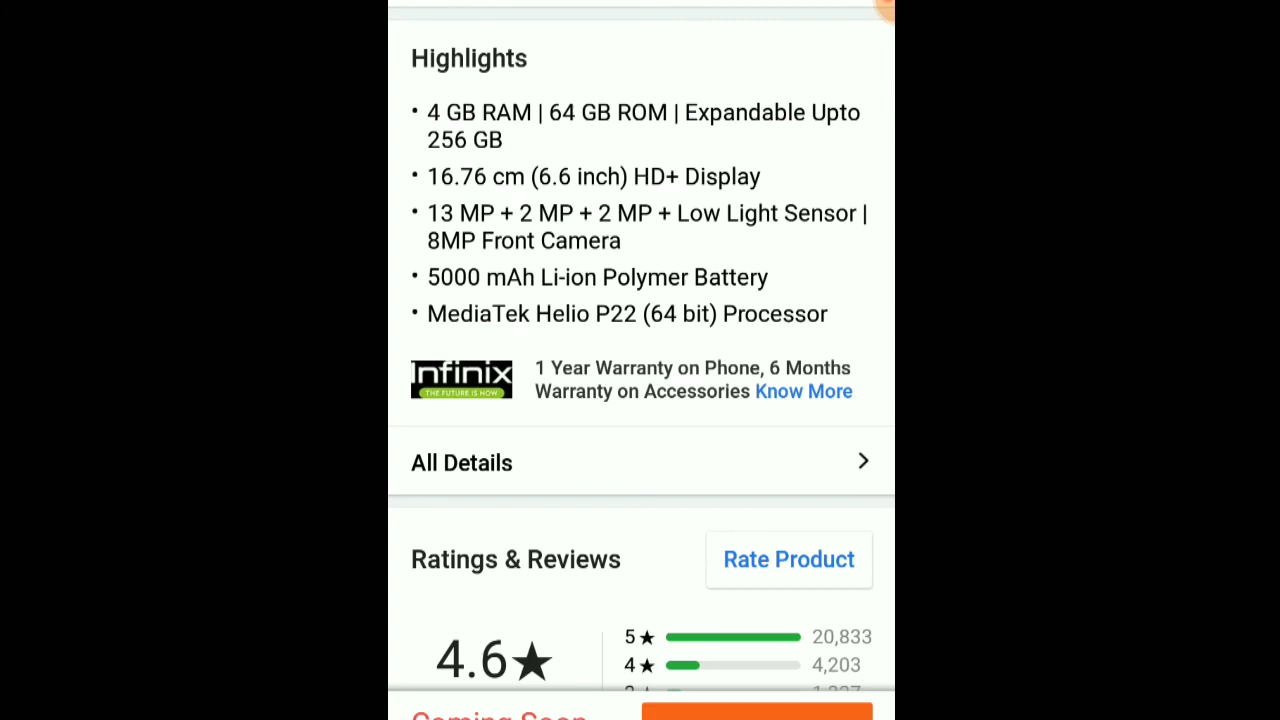 Highlights
• 4 GB RAM | 64 GB ROM | Expandable Upto
256 GB
• 16.76 cm (6.6 inch) HD+ Display
• 13 MP + 2 MP + 2 MP + Low Light Sensor |
8MP Front Camera
• 5000 mAh Li-ion Polymer Battery
• MediaTek Helio P22 (64 bit) Processor
Infinix
THE FUTURE IS NOW
1 Year Warranty on Phone, 6 Months
Warranty on Accessories Know More
All Details
Ratings & Reviews
Rate Product
4.6★
5★ 20,833
4★ 4,203
Coming Soon